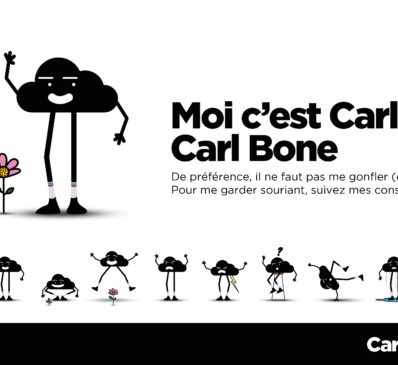 Moi c'est Carl
Carl Bone
De préférence, il ne faut pas me gonfler (
Pour me garder souriant, suivez mes cons
?
Car